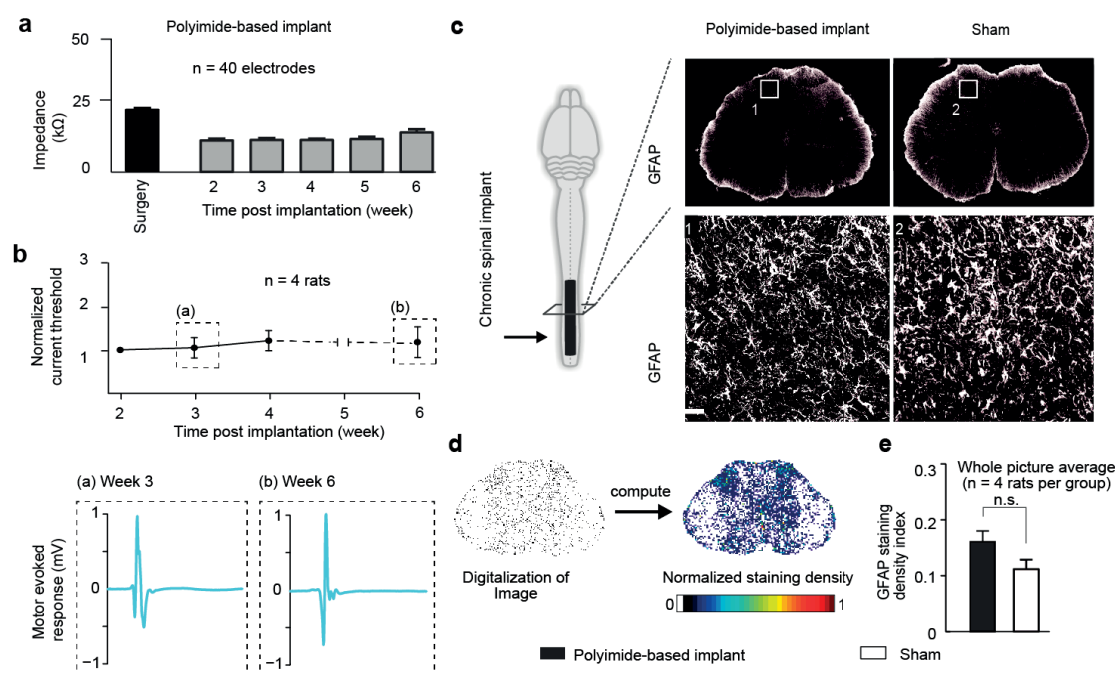 a
Polyimide-based implant
n = 40 electrodes
Impedance
(kΩ)
50
25
0
Surgery
2 3 4 5 6
Time post implantation (week)
b
n = 4 rats
Normalized
current threshold
3
2
1
(a)
(b)
2 3 4 5 6
Time post implantation (week)
(a) Week 3
(b) Week 6
Motor evoked
response (mV)
1
0
−1
1
0
−1
c
Polyimide-based implant
Sham
Chronic spinal implant
GFAP
1
2
GFAP
1
2
d
compute
Digitalization of
Image
Normalized staining density
0 1
e
Whole picture average
(n = 4 rats per group)
n.s.
GFAP staining
density index
0.3
0.2
0.1
0
Polyimide-based implant
Sham